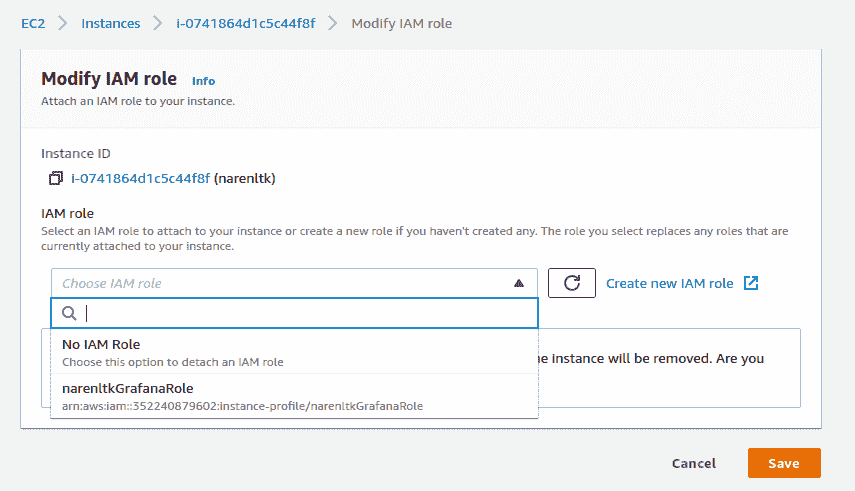 EC2 > Instances > i-0741864d1c5c44f8f > Modify IAM role
Modify IAM role Info
Attach an IAM role to your instance.
Instance ID
i-0741864d1c5c44f8f (narenltk)
IAM role
Select an IAM role to attach to your instance or create a new role if you haven't created any. The role you select replaces any roles that are
currently attached to your instance.
Choose IAM role
Create new IAM role
No IAM Role
Choose this option to detach an IAM role
instance will be removed. Are you
narenltkGrafanaRole
arn:aws:iam::352240879602:instance-profile/narenltkGrafanaRole
Cancel Save